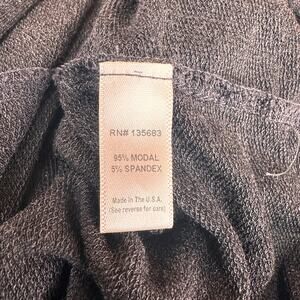 RN# 135683
95% MODAL
5% SPANDEX
Made in The U.S.A.
(See reverse for care)